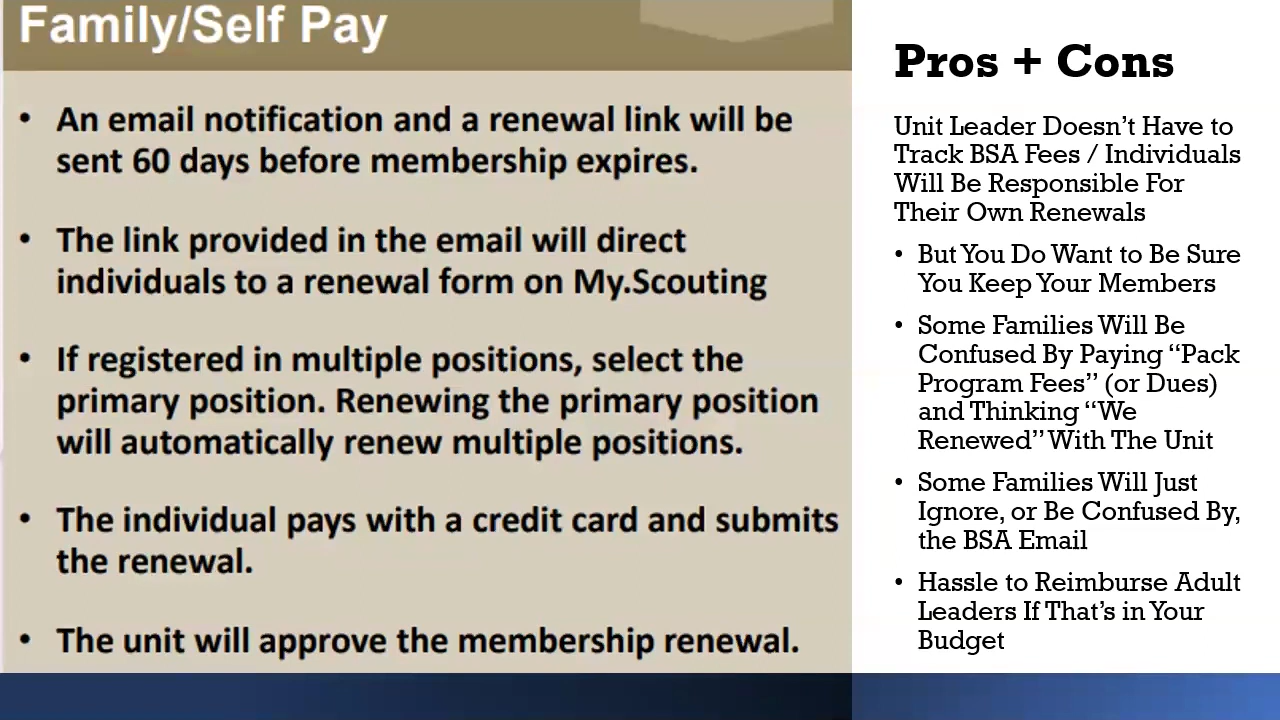 Family/Self Pay
• An email notification and a renewal link will be
sent 60 days before membership expires.
• The link provided in the email will direct
individuals to a renewal form on My.Scouting
• If registered in multiple positions, select the
primary position. Renewing the primary position
will automatically renew multiple positions.
• The individual pays with a credit card and submits
the renewal.
• The unit will approve the membership renewal.
Pros + Cons
Unit Leader Doesn’t Have to
Track BSA Fees / Individuals
Will Be Responsible For
Their Own Renewals
• But You Do Want to Be Sure
You Keep Your Members
• Some Families Will Be
Confused By Paying “Pack
Program Fees” (or Dues)
and Thinking “We
Renewed” With The Unit
• Some Families Will Just
Ignore, or Be Confused By,
the BSA Email
• Hassle to Reimburse Adult
Leaders If That’s in Your
Budget